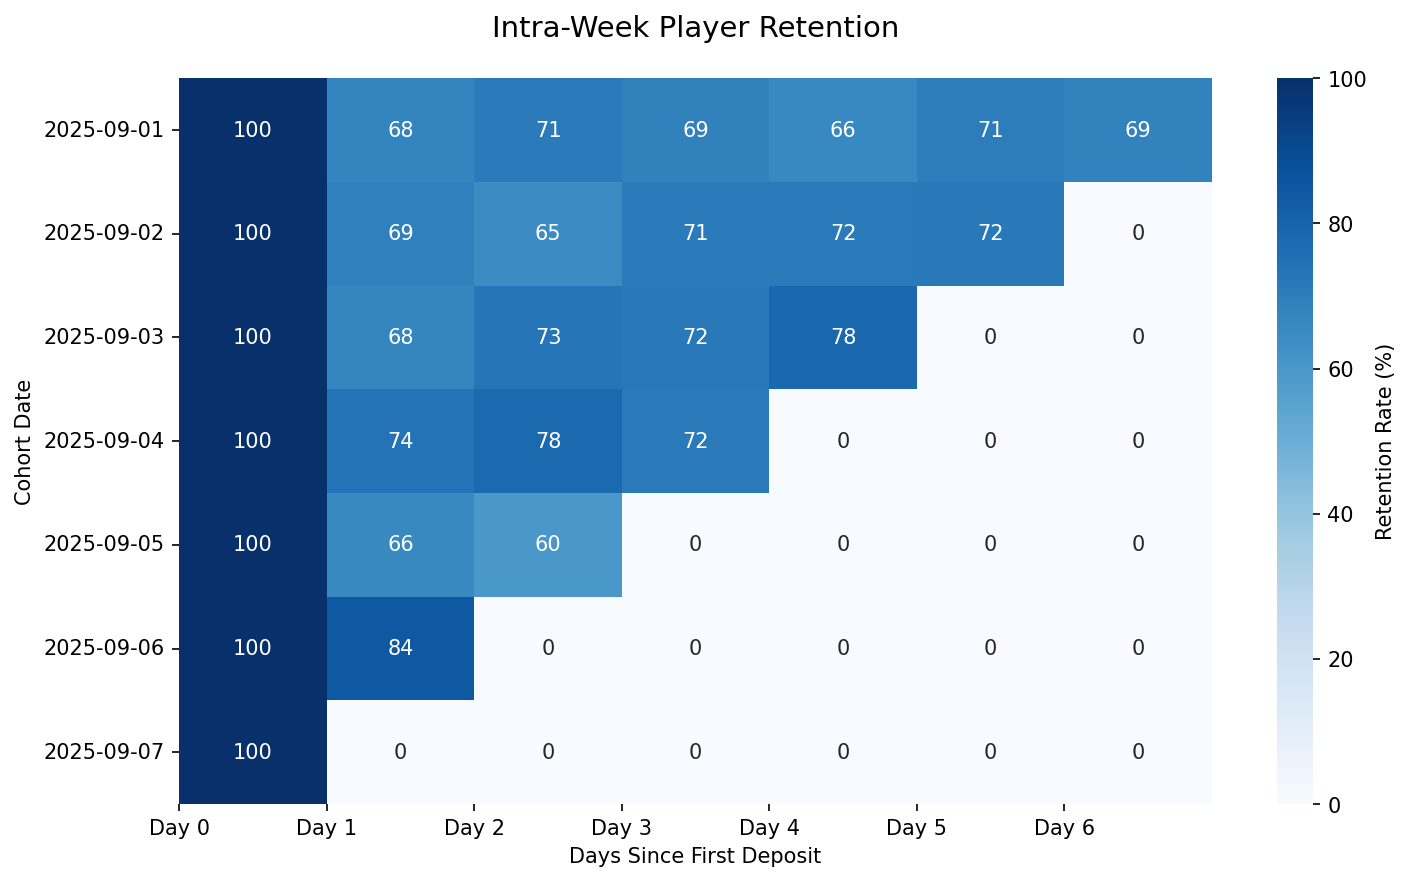 Intra-Week Player Retention
2025-09-01 100 68 71 69 66 71 69
2025-09-02 100 69 65 71 72 72 0
2025-09-03 100 68 73 72 78 0 0
2025-09-04 100 74 78 72 0 0 0
2025-09-05 100 66 60 0 0 0 0
2025-09-06 100 84 0 0 0 0 0
2025-09-07 100 0 0 0 0 0 0
Day 0 Day 1 Day 2 Day 3 Day 4 Day 5 Day 6
Days Since First Deposit
Cohort Date
100
80
60
40
20
0
Retention Rate (%)